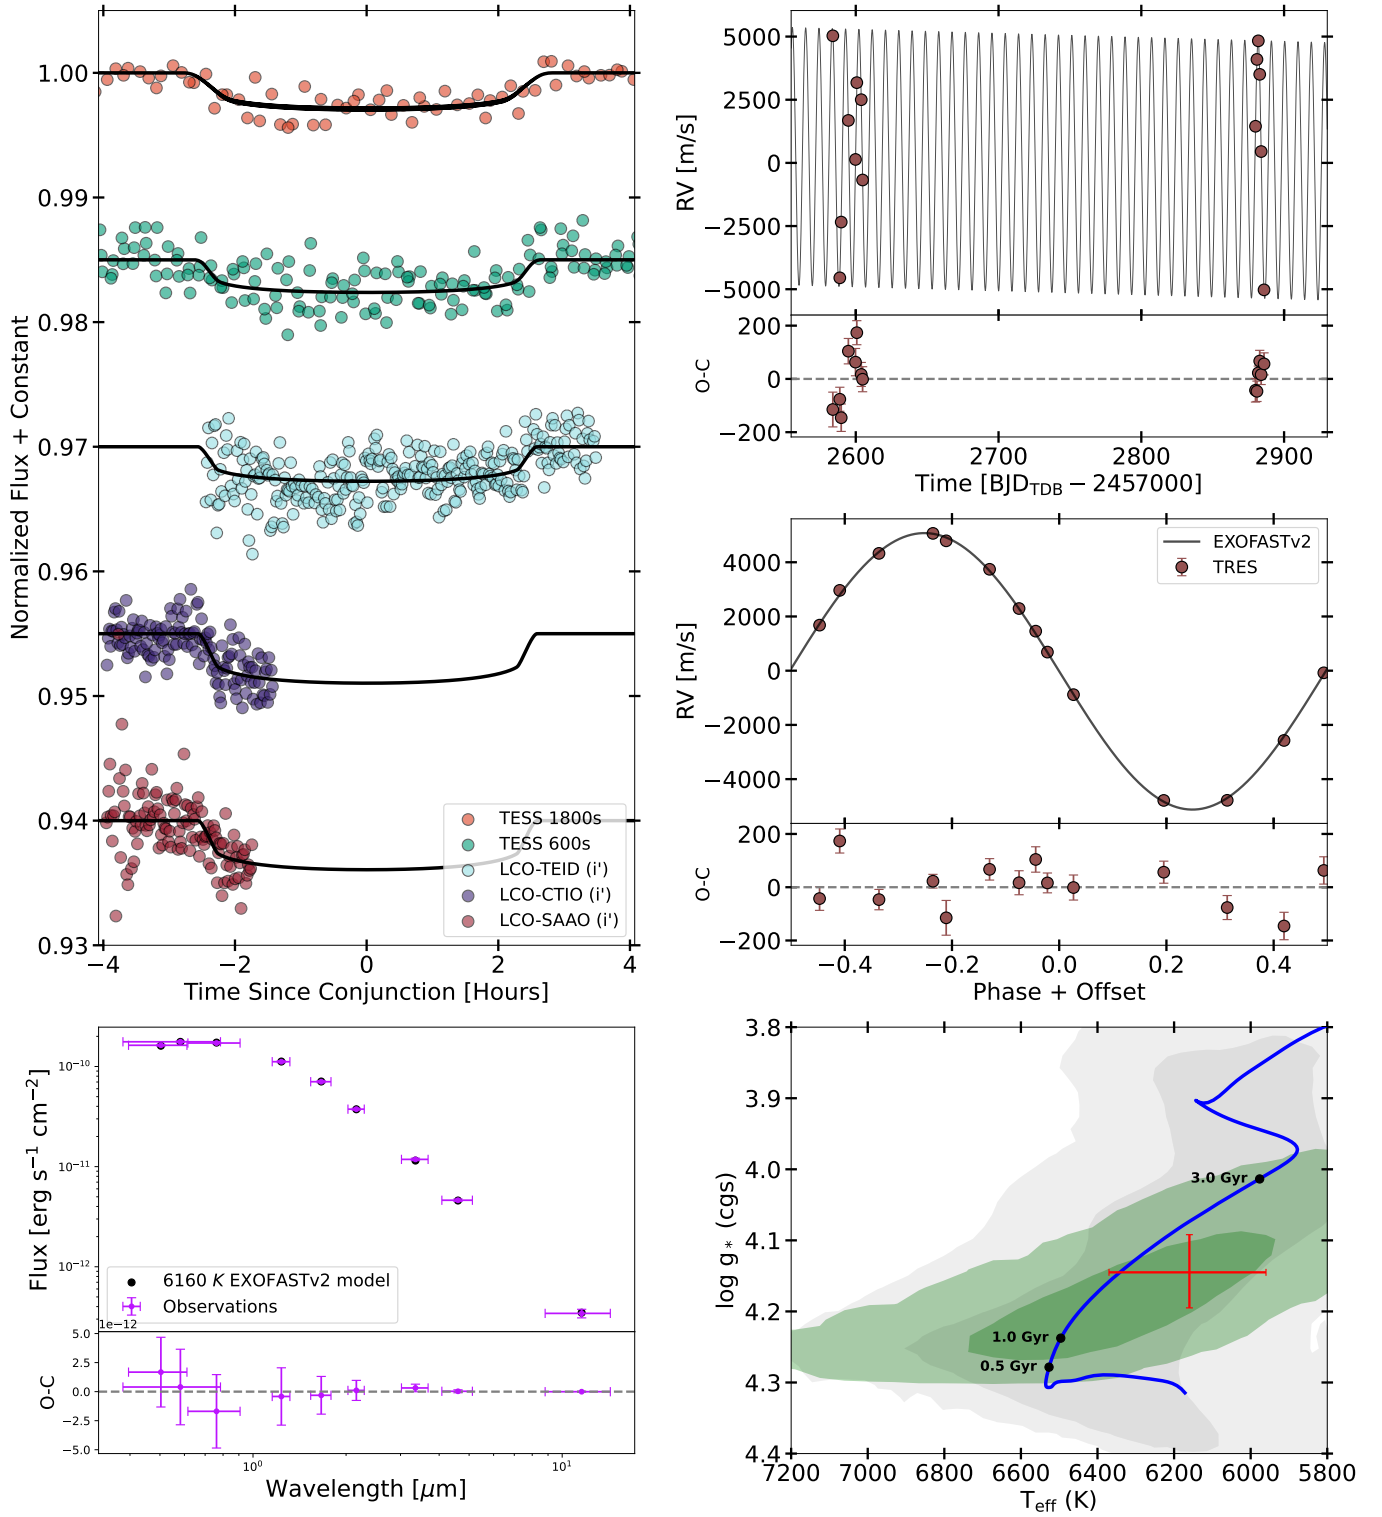 1.00
0.99
0.98
0.97
0.96
0.95
0.94
0.93
Normalized Flux + Constant
TESS 1800s
TESS 600s
LCO-TEID (i')
LCO-CTIO (i')
LCO-SAAO (i')
−4
−2
0
2
4
Time Since Conjunction [Hours]
5000
2500
0
−2500
−5000
RV [m/s]
200
0
−200
O-C
2600
2700
2800
2900
Time [BJD_TDB − 2457000]
EXOFASTv2
TRES
4000
2000
0
−2000
−4000
RV [m/s]
200
0
−200
O-C
−0.4
−0.2
0.0
0.2
0.4
Phase + Offset
10⁻¹⁰
10⁻¹¹
10⁻¹²
Flux [erg s⁻¹ cm⁻²]
6160 K EXOFASTv2 model
Observations
1e−12
5.0
2.5
0.0
−2.5
−5.0
O-C
10⁰
10¹
Wavelength [μm]
3.8
3.9
4.0
4.1
4.2
4.3
4.4
log g* (cgs)
3.0 Gyr
1.0 Gyr
0.5 Gyr
7200
7000
6800
6600
6400
6200
6000
5800
T_eff (K)